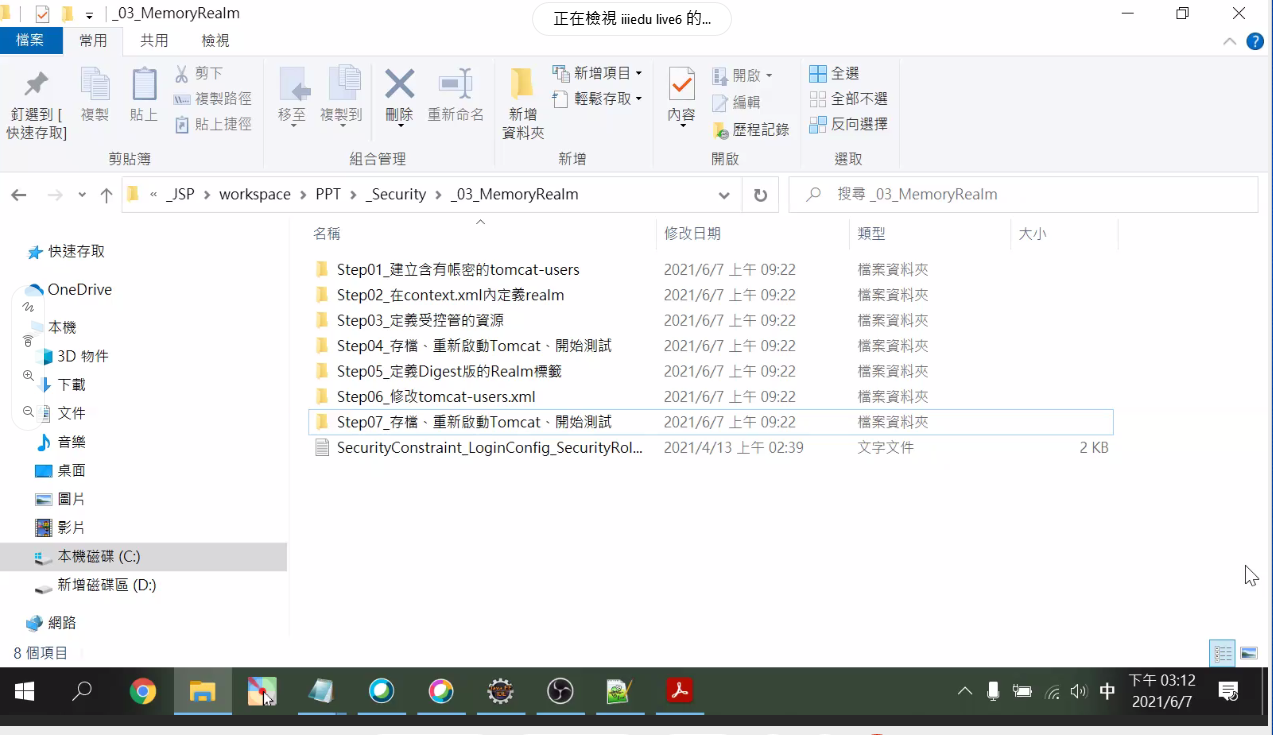 _03_MemoryRealm
正在檢視 iiiedu live6 的...
檔案 常用 共用 檢視
釘選到 [快速存取]
複製
貼上
剪下
複製路徑
貼上捷徑
剪貼簿
移至
複製到
刪除
重新命名
組合管理
新增資料夾
新增項目
輕鬆存取
新增
內容
開啟
編輯
歷程記錄
開啟
全選
全部不選
反向選擇
選取
« _JSP > workspace > PPT > _Security > _03_MemoryRealm
搜尋 _03_MemoryRealm
快速存取
OneDrive
本機
3D 物件
下載
文件
音樂
桌面
圖片
影片
本機磁碟 (C:)
新增磁碟區 (D:)
網路
名稱 修改日期 類型 大小
Step01_建立含有帳密的tomcat-users 2021/6/7 上午 09:22 檔案資料夾
Step02_在context.xml內定義realm 2021/6/7 上午 09:22 檔案資料夾
Step03_定義受控管的資源 2021/6/7 上午 09:22 檔案資料夾
Step04_存檔、重新啟動Tomcat、開始測試 2021/6/7 上午 09:22 檔案資料夾
Step05_定義Digest版的Realm標籤 2021/6/7 上午 09:22 檔案資料夾
Step06_修改tomcat-users.xml 2021/6/7 上午 09:22 檔案資料夾
Step07_存檔、重新啟動Tomcat、開始測試 2021/6/7 上午 09:22 檔案資料夾
SecurityConstraint_LoginConfig_SecurityRol... 2021/4/13 上午 02:39 文字文件 2 KB
8 個項目
中
下午 03:12
2021/6/7